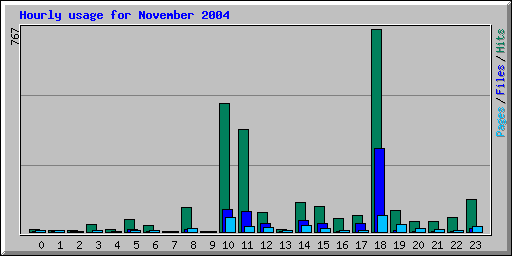 Hourly usage for November 2004
767
Pages/Files/Hits
0 1 2 3 4 5 6 7 8 9 10 11 12 13 14 15 16 17 18 19 20 21 22 23